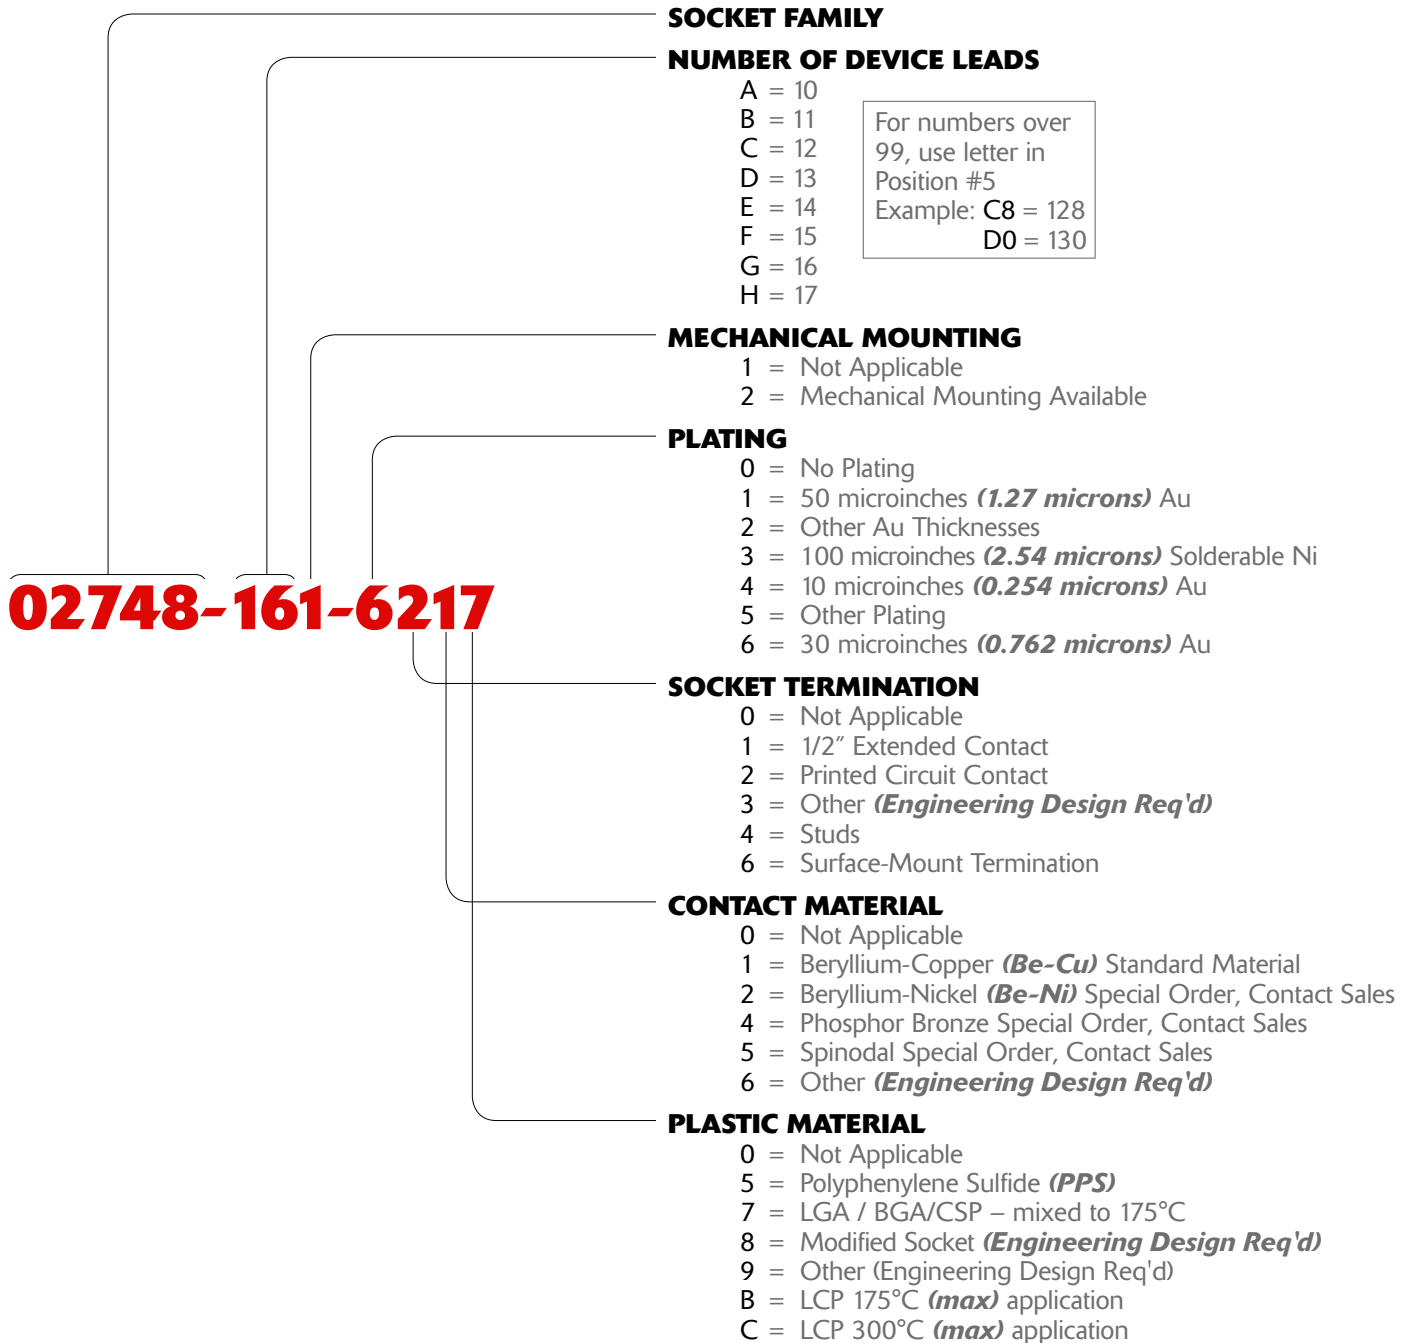 SOCKET FAMILY
NUMBER OF DEVICE LEADS
A = 10
B = 11
C = 12
D = 13
E = 14
F = 15
G = 16
H = 17
For numbers over
99, use letter in
Position #5
Example: C8 = 128
D0 = 130
MECHANICAL MOUNTING
1 = Not Applicable
2 = Mechanical Mounting Available
PLATING
0 = No Plating
1 = 50 microinches (1.27 microns) Au
2 = Other Au Thicknesses
3 = 100 microinches (2.54 microns) Solderable Ni
4 = 10 microinches (0.254 microns) Au
5 = Other Plating
6 = 30 microinches (0.762 microns) Au
02748-161-6217
SOCKET TERMINATION
0 = Not Applicable
1 = 1/2″ Extended Contact
2 = Printed Circuit Contact
3 = Other (Engineering Design Req'd)
4 = Studs
6 = Surface-Mount Termination
CONTACT MATERIAL
0 = Not Applicable
1 = Beryllium-Copper (Be-Cu) Standard Material
2 = Beryllium-Nickel (Be-Ni) Special Order, Contact Sales
4 = Phosphor Bronze Special Order, Contact Sales
5 = Spinodal Special Order, Contact Sales
6 = Other (Engineering Design Req'd)
PLASTIC MATERIAL
0 = Not Applicable
5 = Polyphenylene Sulfide (PPS)
7 = LGA / BGA/CSP – mixed to 175°C
8 = Modified Socket (Engineering Design Req'd)
9 = Other (Engineering Design Req'd)
B = LCP 175°C (max) application
C = LCP 300°C (max) application